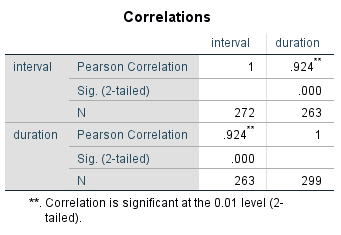 Correlations
interval duration
interval Pearson Correlation 1 .924**
Sig. (2-tailed) .000
N 272 263
duration Pearson Correlation .924** 1
Sig. (2-tailed) .000
N 263 299
**. Correlation is significant at the 0.01 level (2-
tailed).